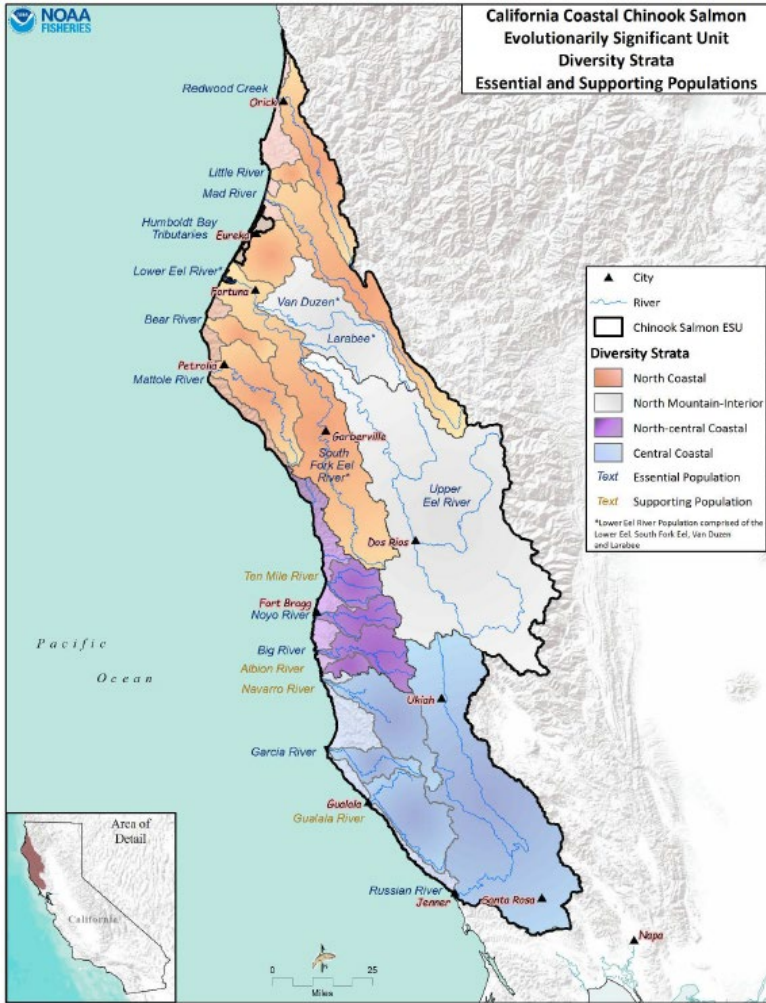 NOAA
FISHERIES
California Coastal Chinook Salmon
Evolutionarily Significant Unit
Diversity Strata
Essential and Supporting Populations
Redwood Creek
Orick
Little River
Mad River
Humboldt Bay
Tributaries
Eureka
Lower Eel River*
Fortuna
Van Duzen*
Bear River
Larabee*
Petrolia
Mattole River
Garberville
South
Fork Eel
River*
Upper
Eel River
Dos Rios
Ten Mile River
Fort Bragg
Noyo River
Big River
Albion River
Navarro River
Ukiah
Garcia River
Gualala
Gualala River
Russian River
Jenner
Santa Rosa
Napa
Pacific
Ocean
City
River
Chinook Salmon ESU
Diversity Strata
North Coastal
North Mountain-Interior
North-central Coastal
Central Coastal
Text Essential Population
Text Supporting Population
*Lower Eel River Population comprised of the
Lower Eel, South Fork Eel, Van Duzen
and Larabee
Area of
Detail
California
0 25
Miles